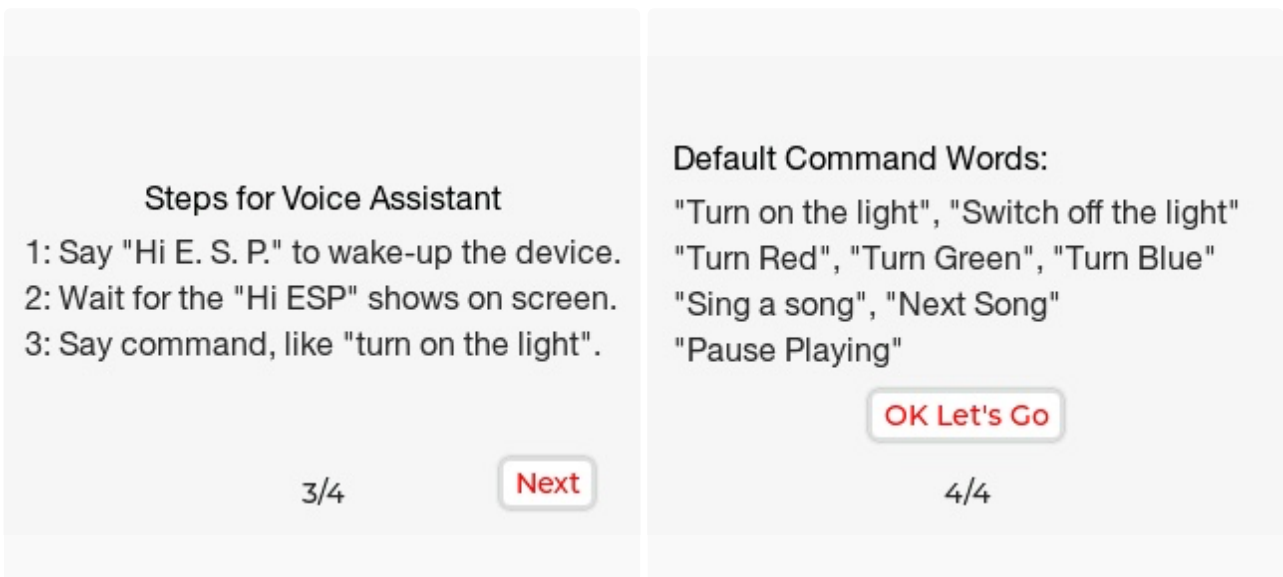 Steps for Voice Assistant
1: Say "Hi E. S. P." to wake-up the device.
2: Wait for the "Hi ESP" shows on screen.
3: Say command, like "turn on the light".
Next
3/4
Default Command Words:
"Turn on the light", "Switch off the light"
"Turn Red", "Turn Green", "Turn Blue"
"Sing a song", "Next Song"
"Pause Playing"
OK Let's Go
4/4